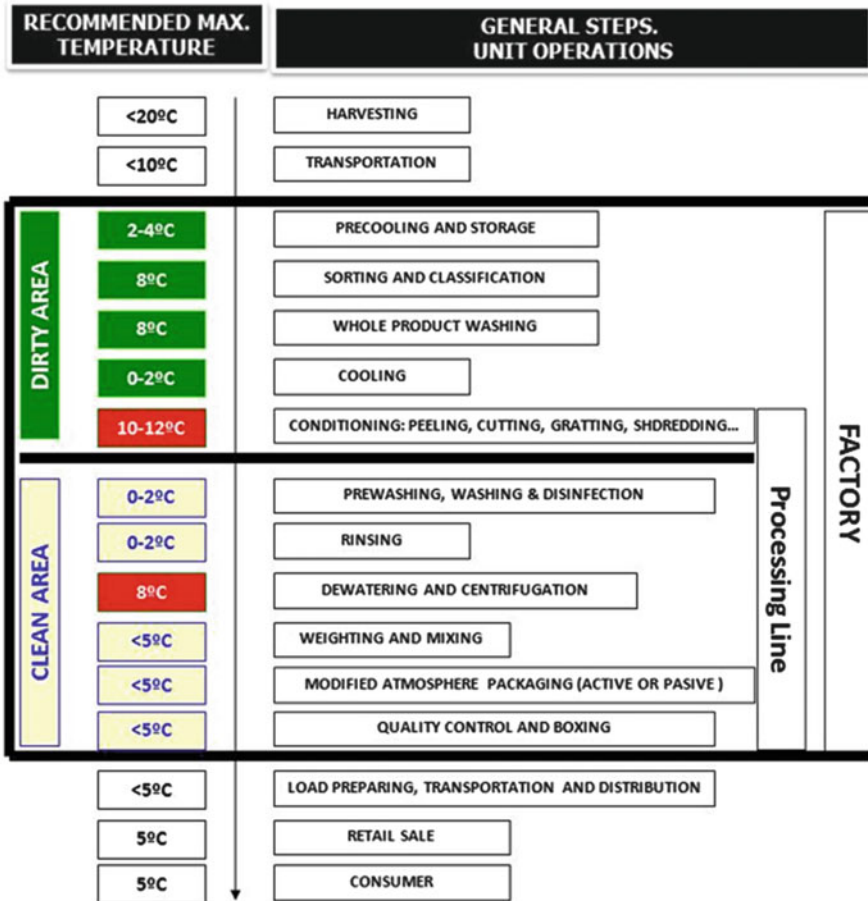 RECOMMENDED MAX.
TEMPERATURE
GENERAL STEPS.
UNIT OPERATIONS
<20ºC
HARVESTING
<10ºC
TRANSPORTATION
DIRTY AREA
2-4ºC
PRECOOLING AND STORAGE
8ºC
SORTING AND CLASSIFICATION
8ºC
WHOLE PRODUCT WASHING
0-2ºC
COOLING
10-12ºC
CONDITIONING: PEELING, CUTTING, GRATTING, SHDREDDING...
FACTORY
Processing Line
CLEAN AREA
0-2ºC
PREWASHING, WASHING & DISINFECTION
0-2ºC
RINSING
8ºC
DEWATERING AND CENTRIFUGATION
<5ºC
WEIGHTING AND MIXING
<5ºC
MODIFIED ATMOSPHERE PACKAGING (ACTIVE OR PASIVE )
<5ºC
QUALITY CONTROL AND BOXING
<5ºC
LOAD PREPARING, TRANSPORTATION AND DISTRIBUTION
5ºC
RETAIL SALE
5ºC
CONSUMER